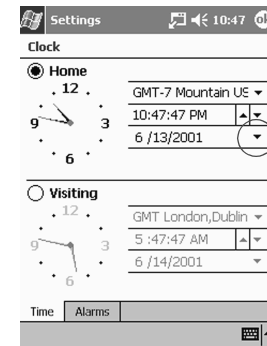 Settings 10:47 ok
Clock
Home
12
9 3
6
GMT-7 Mountain US
10:47:47 PM
6 /13/2001
Visiting
12
9 3
6
GMT London,Dublin
5 :47:47 AM
6 /14/2001
Time Alarms